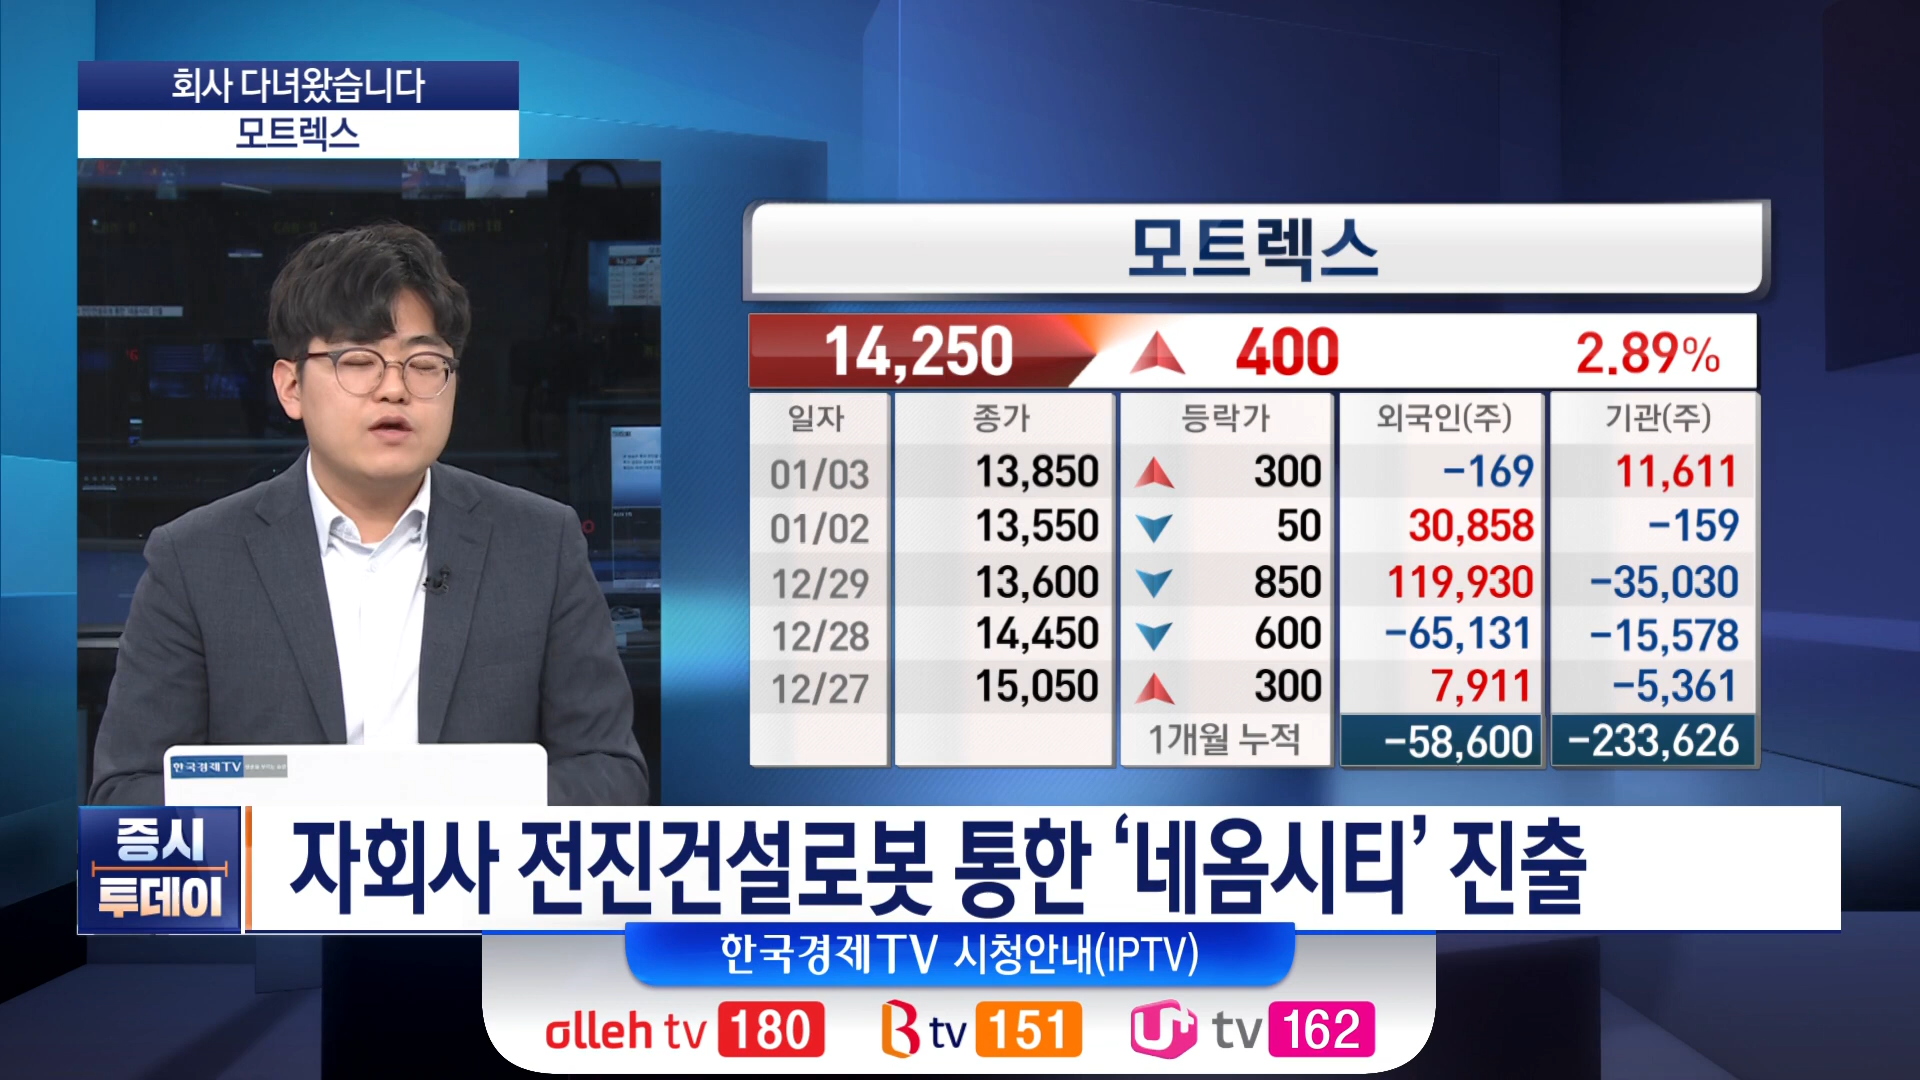 회사 다녀왔습니다
모트렉스
모트렉스
14,250 ▲ 400 2.89%
일자 종가 등락가 외국인(주) 기관(주)
01/03 13,850 ▲ 300 -169 11,611
01/02 13,550 ▼ 50 30,858 -159
12/29 13,600 ▼ 850 119,930 -35,030
12/28 14,450 ▼ 600 -65,131 -15,578
12/27 15,050 ▲ 300 7,911 -5,361
1개월 누적 -58,600 -233,626
한국경제TV
증시
투데이
자회사 전진건설로봇 통한 ‘네옴시티’ 진출
한국경제TV 시청안내(IPTV)
olleh tv 180 B tv 151 U+ tv 162